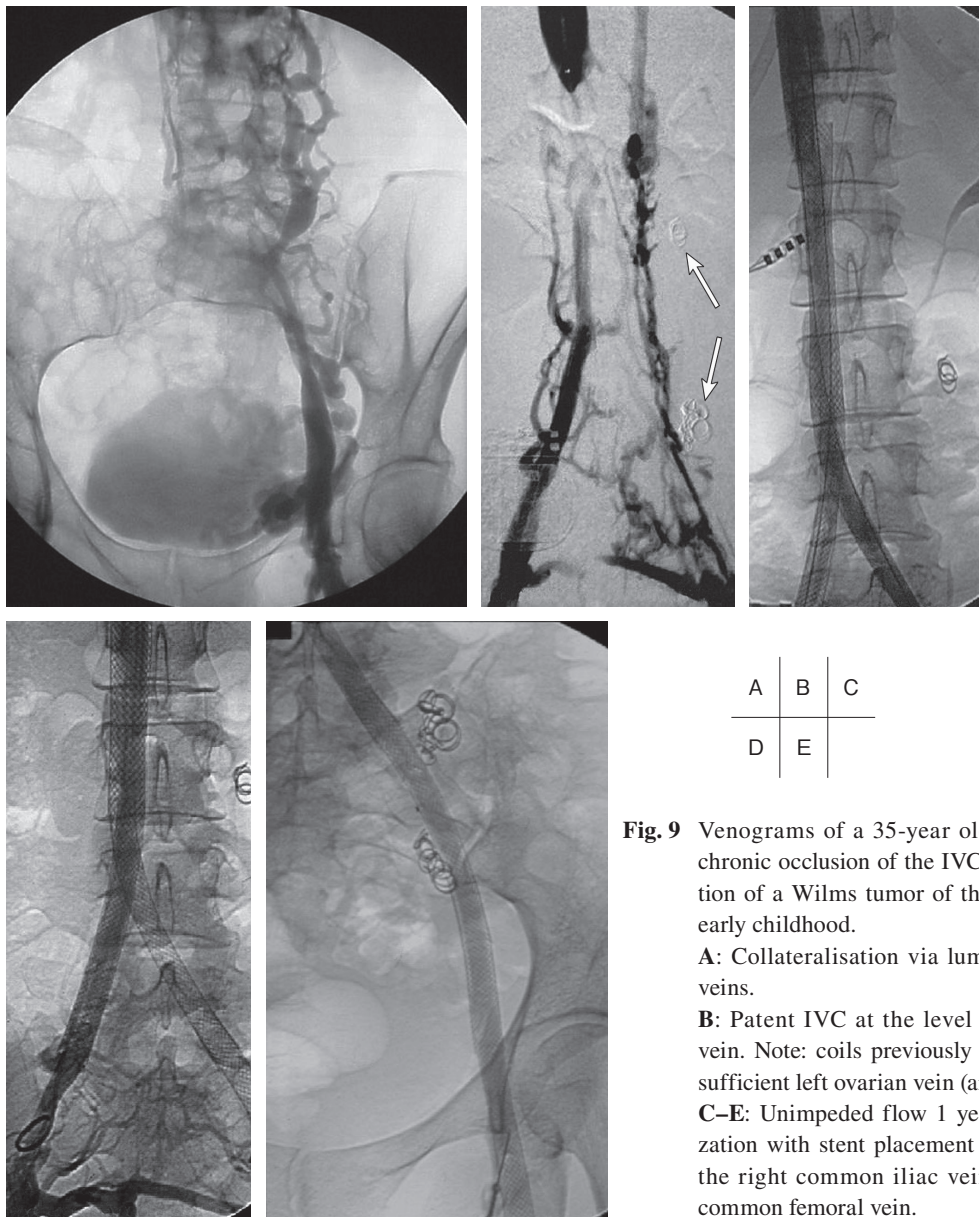 A B C
D E
Fig. 9 Venograms of a 35-year ol
chronic occlusion of the IVC
tion of a Wilms tumor of th
early childhood.
A: Collateralisation via lum
veins.
B: Patent IVC at the level
vein. Note: coils previously
sufficient left ovarian vein (a
C–E: Unimpeded flow 1 ye
zation with stent placement
the right common iliac vei
common femoral vein.